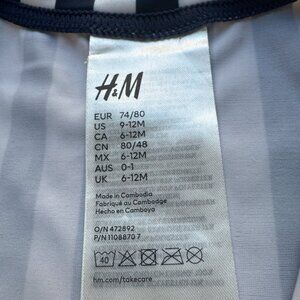 H&M
EUR 74/80
US 9-12M
CA 6-12M
CN 80/48
MX 6-12M
AUS 0-1
UK 6-12M
Made in Cambodia
Fabriqué au Cambodge
Hecho en Camboya
O/N 472892
P/N 1108870 7
40
hm.com/takecare